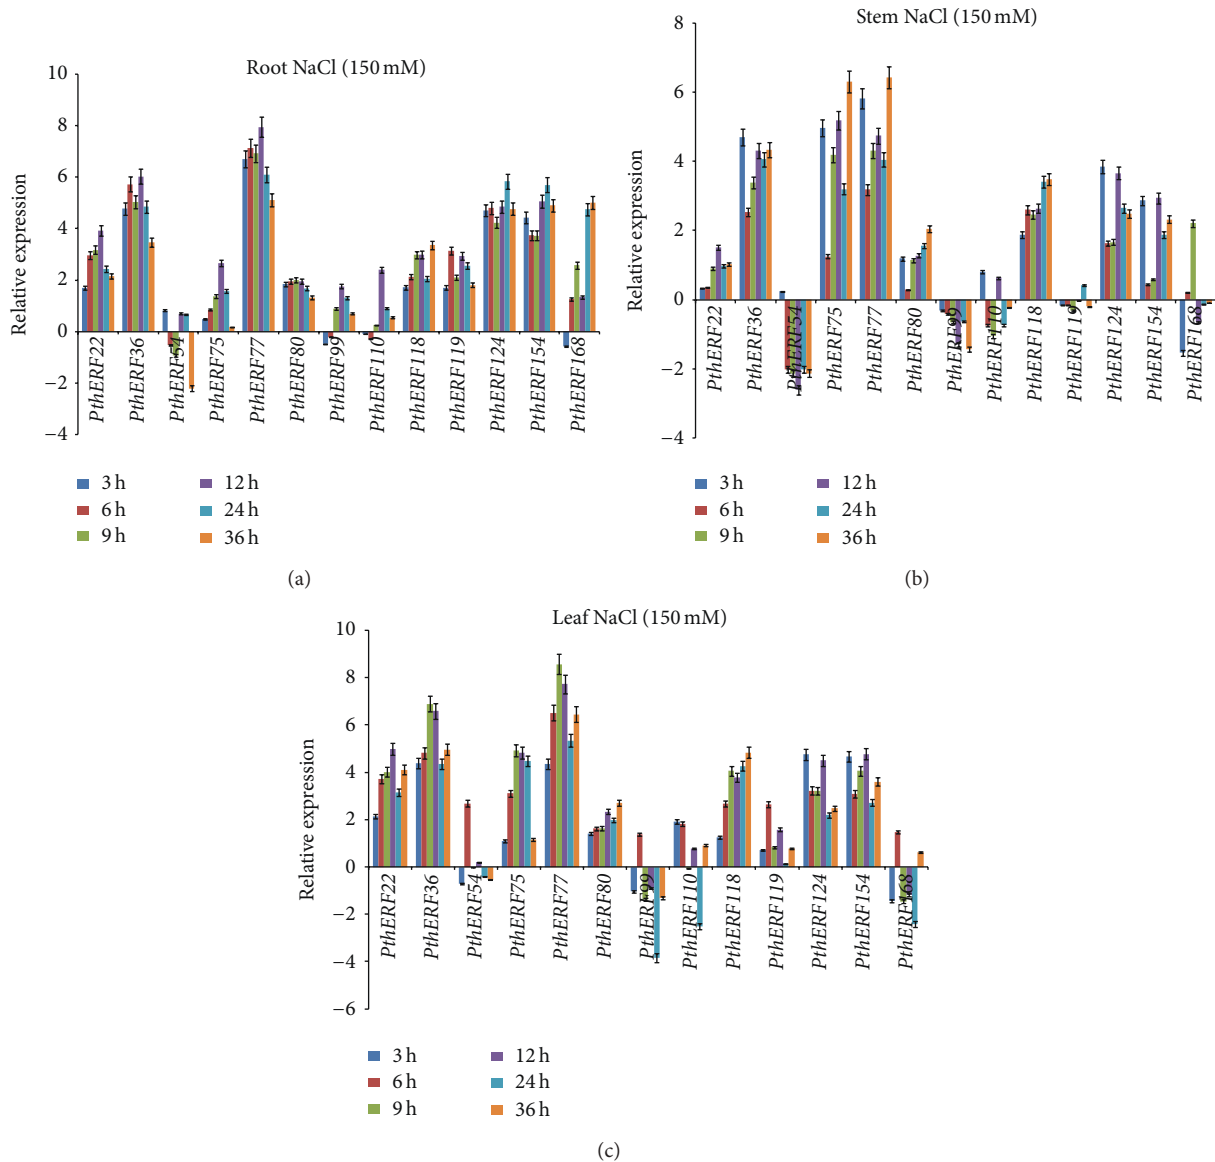 Root NaCl (150 mM)
Relative expression
10
8
6
4
2
0
−2
−4
PthERF22
PthERF36
PthERF54
PthERF75
PthERF77
PthERF80
PthERF99
PthERF110
PthERF118
PthERF119
PthERF124
PthERF154
PthERF168
3 h
12 h
6 h
24 h
9 h
36 h
(a)
Stem NaCl (150 mM)
Relative expression
8
6
4
2
0
−2
−4
PthERF22
PthERF36
PthERF54
PthERF75
PthERF77
PthERF80
PthERF99
PthERF110
PthERF118
PthERF119
PthERF124
PthERF154
PthERF168
3 h
12 h
6 h
24 h
9 h
36 h
(b)
Leaf NaCl (150 mM)
Relative expression
10
8
6
4
2
0
−2
−4
−6
PthERF22
PthERF36
PthERF54
PthERF75
PthERF77
PthERF80
PthERF99
PthERF110
PthERF118
PthERF119
PthERF124
PthERF154
PthERF168
3 h
12 h
6 h
24 h
9 h
36 h
(c)